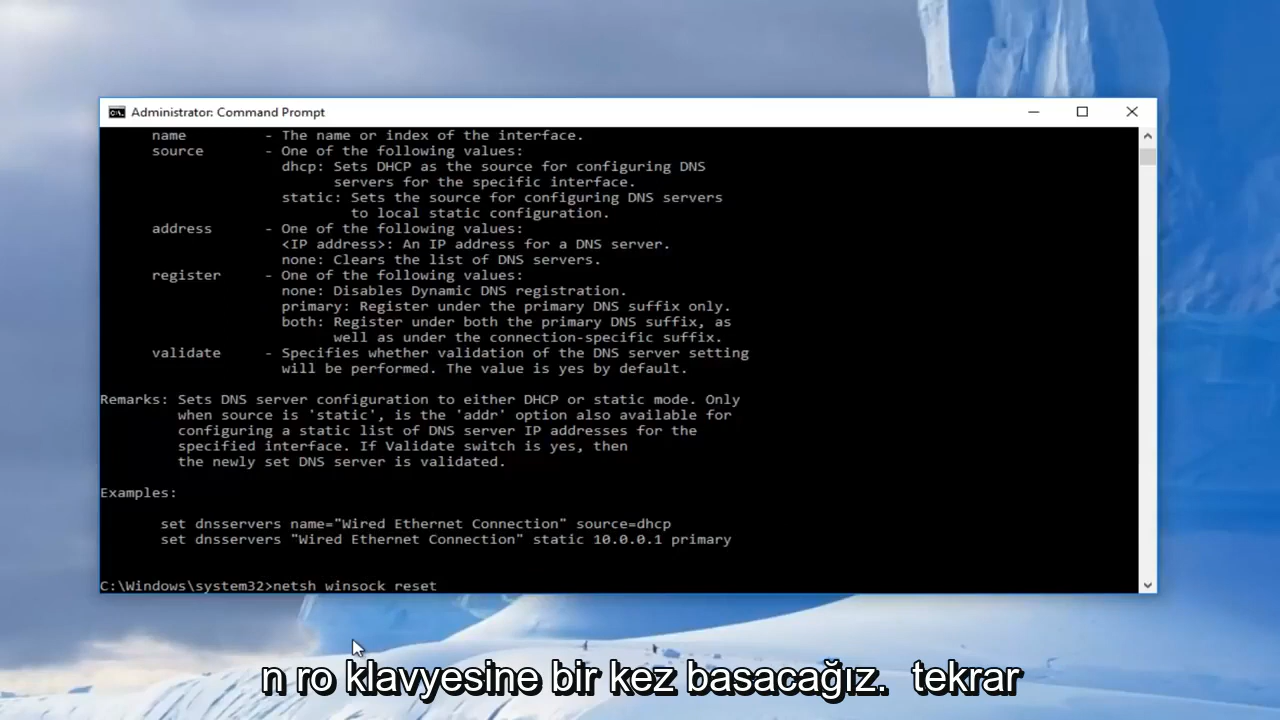 Administrator: Command Prompt
name - The name or index of the interface.
source - One of the following values:
dhcp: Sets DHCP as the source for configuring DNS
servers for the specific interface.
static: Sets the source for configuring DNS servers
to local static configuration.
address - One of the following values:
<IP address>: An IP address for a DNS server.
none: Clears the list of DNS servers.
register - One of the following values:
none: Disables Dynamic DNS registration.
primary: Register under the primary DNS suffix only.
both: Register under both the primary DNS suffix, as
well as under the connection-specific suffix.
validate - Specifies whether validation of the DNS server setting
will be performed. The value is yes by default.
Remarks: Sets DNS server configuration to either DHCP or static mode. Only
when source is 'static', is the 'addr' option also available for
configuring a static list of DNS server IP addresses for the
specified interface. If Validate switch is yes, then
the newly set DNS server is validated.
Examples:
set dnsservers name="Wired Ethernet Connection" source=dhcp
set dnsservers "Wired Ethernet Connection" static 10.0.0.1 primary
C:\Windows\system32>netsh winsock reset
n ro klavyesine bir kez basacağız. tekrar